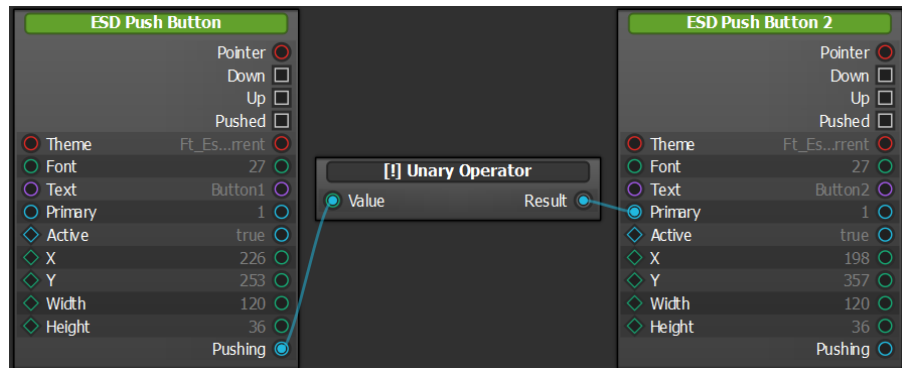 ESD Push Button
Pointer
Down
Up
Pushed
Theme Ft_Es...rrent
Font 27
Text Button1
Primary 1
Active true
X 226
Y 253
Width 120
Height 36
Pushing
[!] Unary Operator
Value Result
ESD Push Button 2
Pointer
Down
Up
Pushed
Theme Ft_Es...rrent
Font 27
Text Button2
Primary 1
Active true
X 198
Y 357
Width 120
Height 36
Pushing